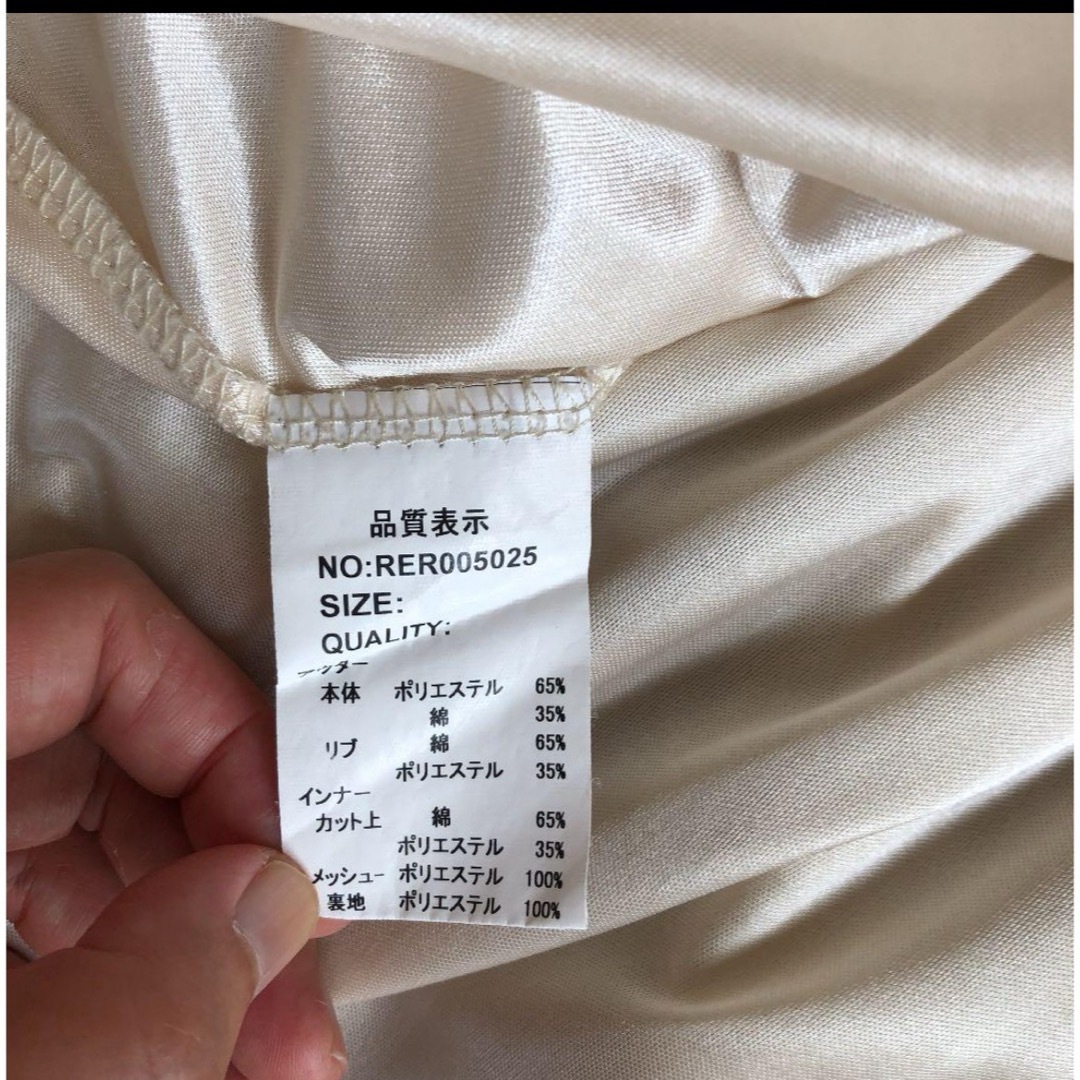 品質表示
NO:RER005025
SIZE:
QUALITY:
本体 ポリエステル 65%
綿 35%
リブ 綿 65%
ポリエステル 35%
インナー
カット上 綿 65%
ポリエステル 35%
メッシュー ポリエステル 100%
裏地 ポリエステル 100%